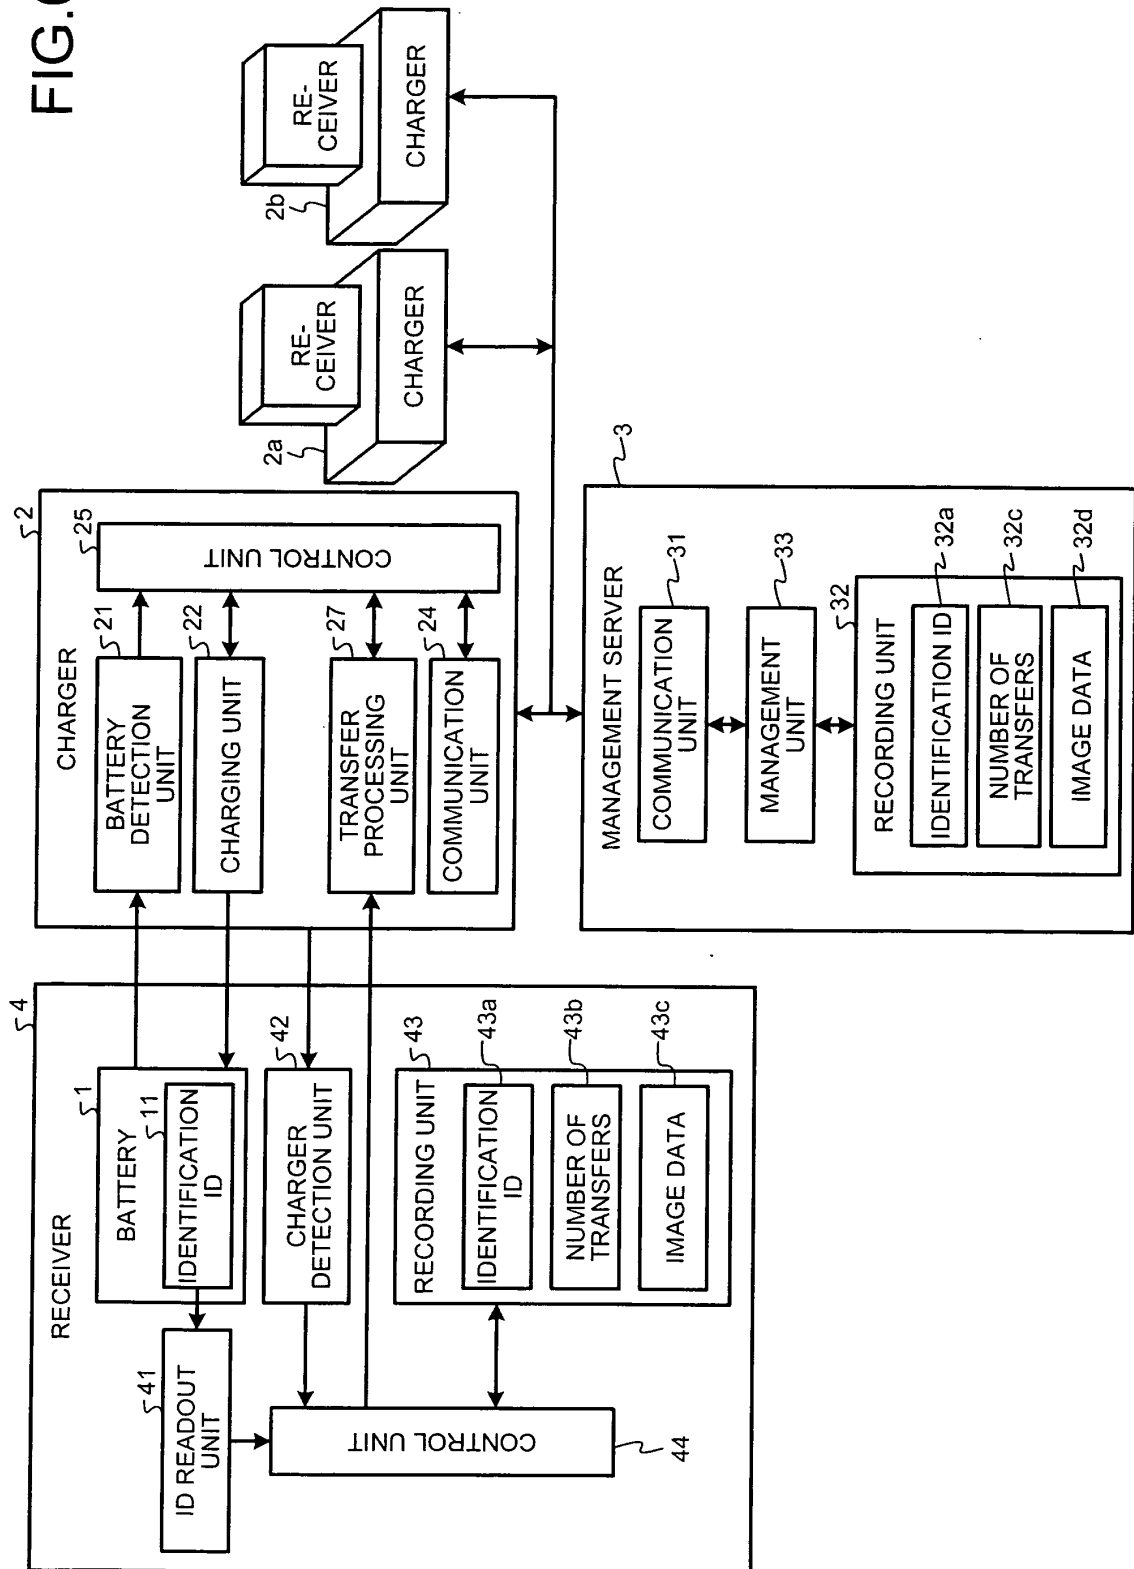 FIG.
RECEIVER
4
ID READOUT
UNIT
41
BATTERY
1
IDENTIFICATION
ID
11
CHARGER
DETECTION UNIT
42
CONTROL UNIT
44
RECORDING UNIT
43
IDENTIFICATION
ID
43a
NUMBER OF
TRANSFERS
43b
IMAGE DATA
43c
CHARGER
2
BATTERY
DETECTION
UNIT
21
CHARGING UNIT
22
TRANSFER
PROCESSING
UNIT
27
COMMUNICATION
UNIT
24
CONTROL UNIT
25
RE-
CEIVER
CHARGER
2a
RE-
CEIVER
CHARGER
2b
MANAGEMENT SERVER
3
COMMUNICATION
UNIT
31
MANAGEMENT
UNIT
33
RECORDING UNIT
32
IDENTIFICATION ID
32a
NUMBER OF
TRANSFERS
32c
IMAGE DATA
32d